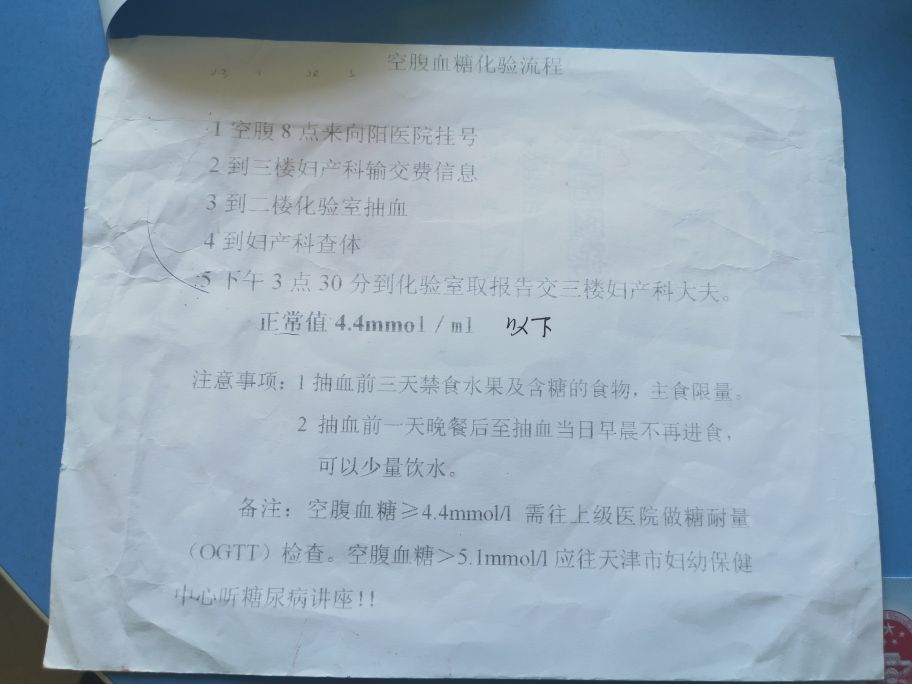 空腹血糖化验流程
1 空腹 8 点来向阳医院挂号
2 到三楼妇产科输交费信息
3 到二楼化验室抽血
4 到妇产科查体
5 下午 3 点 30 分到化验室取报告交三楼妇产科大夫。
正常值 4.4mmol / ml 以下
注意事项：1 抽血前三天禁食水果及含糖的食物，主食限量。
2 抽血前一天晚餐后至抽血当日早晨不再进食，
可以少量饮水。
备注：空腹血糖≥4.4mmol/l 需往上级医院做糖耐量
（OGTT）检查。空腹血糖＞5.1mmol/l 应往天津市妇幼保健
中心听糖尿病讲座!!